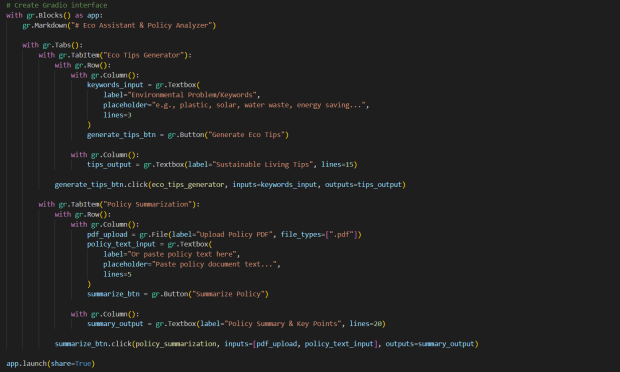 # Create Gradio interface
with gr.Blocks() as app:
    gr.Markdown("# Eco Assistant & Policy Analyzer")

    with gr.Tabs():
        with gr.TabItem("Eco Tips Generator"):
            with gr.Row():
                with gr.Column():
                    keywords_input = gr.Textbox(
                        label="Environmental Problem/Keywords",
                        placeholder="e.g., plastic, solar, water waste, energy saving...",
                        lines=3
                    )
                    generate_tips_btn = gr.Button("Generate Eco Tips")

                with gr.Column():
                    tips_output = gr.Textbox(label="Sustainable Living Tips", lines=15)

            generate_tips_btn.click(eco_tips_generator, inputs=keywords_input, outputs=tips_output)

        with gr.TabItem("Policy Summarization"):
            with gr.Row():
                with gr.Column():
                    pdf_upload = gr.File(label="Upload Policy PDF", file_types=[".pdf"])
                    policy_text_input = gr.Textbox(
                        label="Or paste policy text here",
                        placeholder="Paste policy document text...",
                        lines=5
                    )
                    summarize_btn = gr.Button("Summarize Policy")

                with gr.Column():
                    summary_output = gr.Textbox(label="Policy Summary & Key Points", lines=20)

            summarize_btn.click(policy_summarization, inputs=[pdf_upload, policy_text_input], outputs=summary_output)

app.launch(share=True)